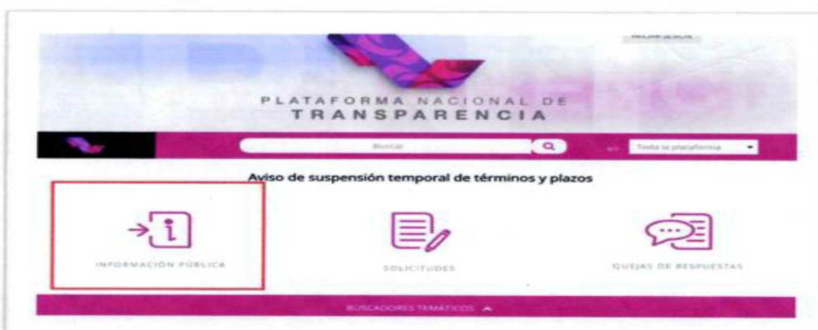 PLATAFORMA NACIONAL DE
TRANSPARENCIA
Buscar
en Toda la plataforma
Aviso de suspensión temporal de términos y plazos
INFORMACIÓN PÚBLICA
SOLICITUDES
QUEJAS DE RESPUESTAS
BUSCADORES TEMÁTICOS